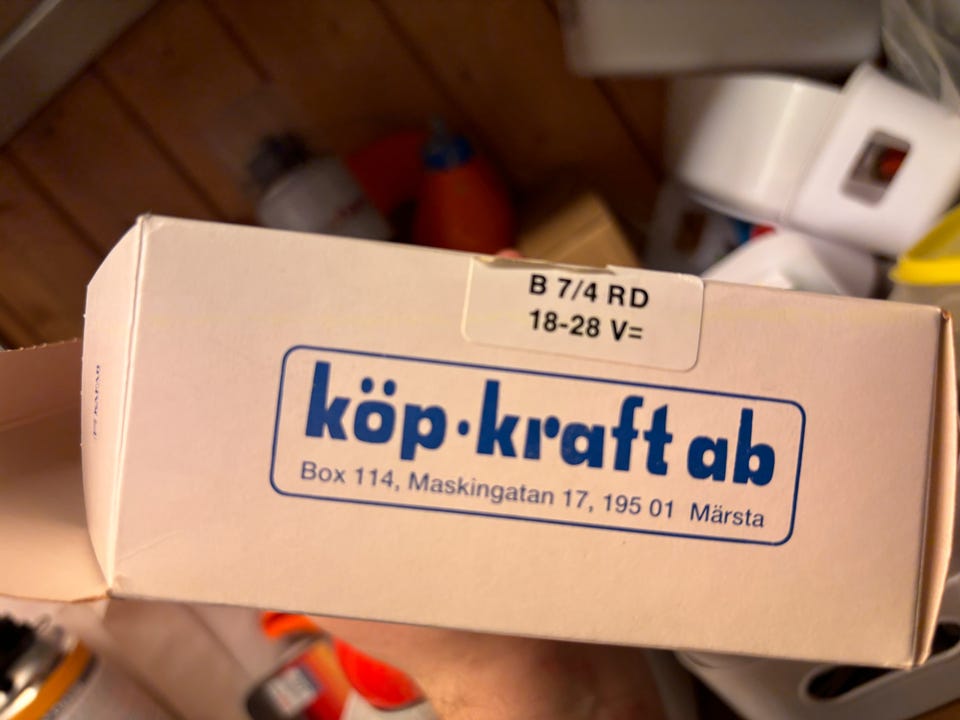 B 7/4 RD
18-28 V=
köp·kraft ab
Box 114, Maskingatan 17, 195 01 Märsta